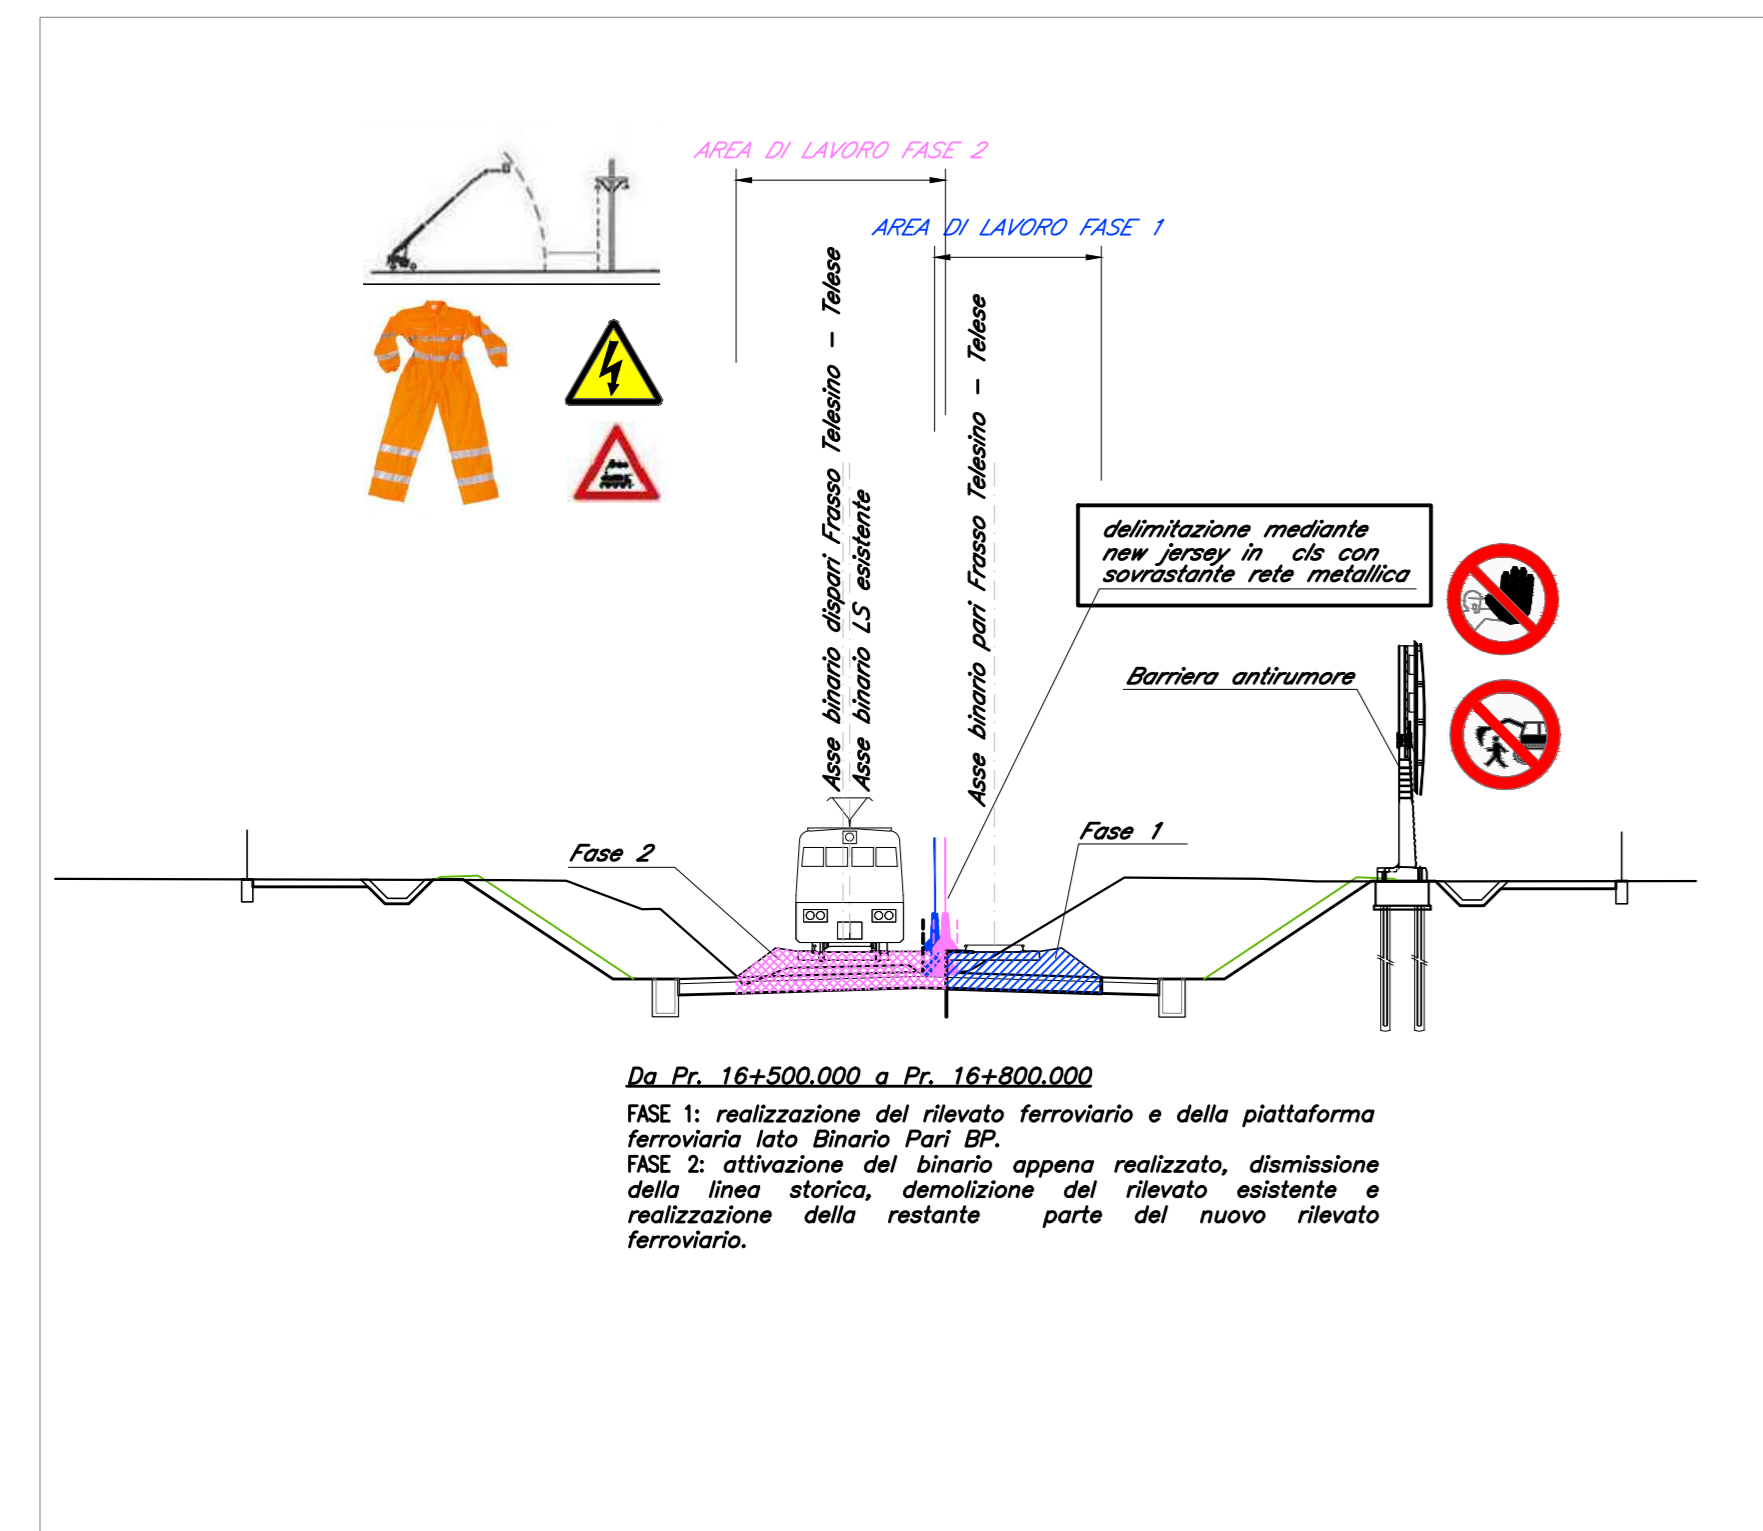 AREA DI LAVORO FASE 2
AREA DI LAVORO FASE 1
Asse binario dispari Frasso Telesino - Telese
Asse binario LS esistente
Asse binario pari Frasso Telesino - Telese
delimitazione mediante
new jersey in cls con
sovrastante rete metallica
Barriera antirumore
Fase 2
Fase 1
Da Pr. 16+500.000 a Pr. 16+800.000
FASE 1: realizzazione del rilevato ferroviario e della piattaforma
ferroviaria lato Binario Pari BP.
FASE 2: attivazione del binario appena realizzato, dismissione
della linea storica, demolizione del rilevato esistente e
realizzazione della restante parte del nuovo rilevato
ferroviario.